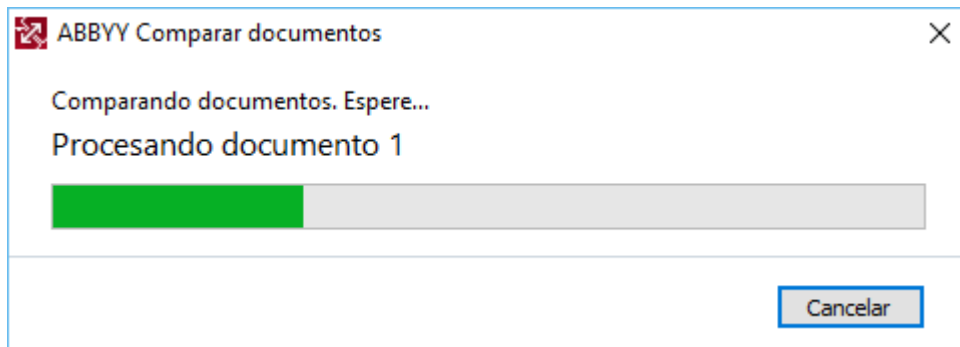 ABBYY Comparar documentos
Comparando documentos. Espere...
Procesando documento 1
Cancelar